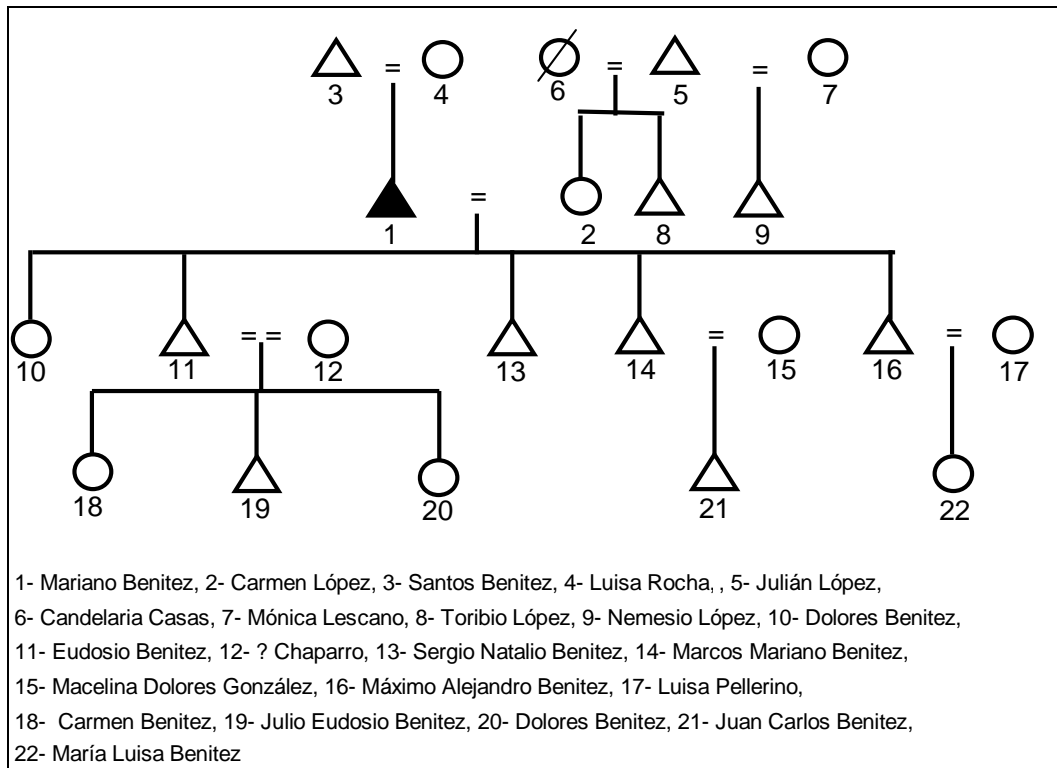 = = =
3 4 6 5 7
=
1 2 8 9
= = = =
10 11 12 13 14 15 16 17
18 19 20 21 22
1- Mariano Benitez, 2- Carmen López, 3- Santos Benitez, 4- Luisa Rocha, , 5- Julián López,
6- Candelaria Casas, 7- Mónica Lescano, 8- Toribio López, 9- Nemesio López, 10- Dolores Benitez,
11- Eudosio Benitez, 12- ? Chaparro, 13- Sergio Natalio Benitez, 14- Marcos Mariano Benitez,
15- Macelina Dolores González, 16- Máximo Alejandro Benitez, 17- Luisa Pellerino,
18- Carmen Benitez, 19- Julio Eudosio Benitez, 20- Dolores Benitez, 21- Juan Carlos Benitez,
22- María Luisa Benitez